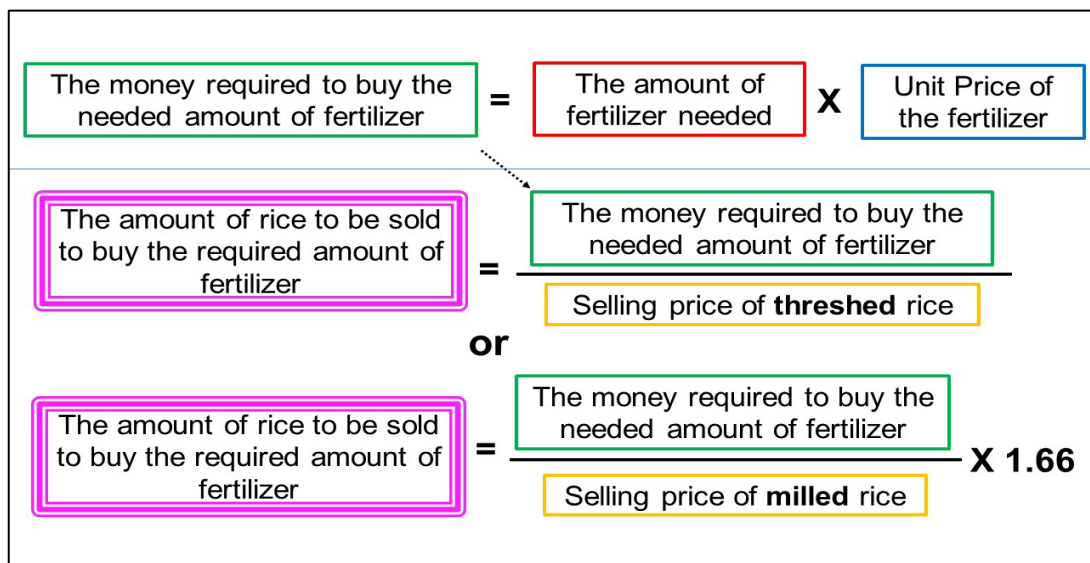 The money required to buy the
needed amount of fertilizer
=
The amount of
fertilizer needed
X
Unit Price of
the fertilizer
The amount of rice to be sold
to buy the required amount of
fertilizer
=
The money required to buy the
needed amount of fertilizer
Selling price of threshed rice
or
The amount of rice to be sold
to buy the required amount of
fertilizer
=
The money required to buy the
needed amount of fertilizer
Selling price of milled rice
X 1.66